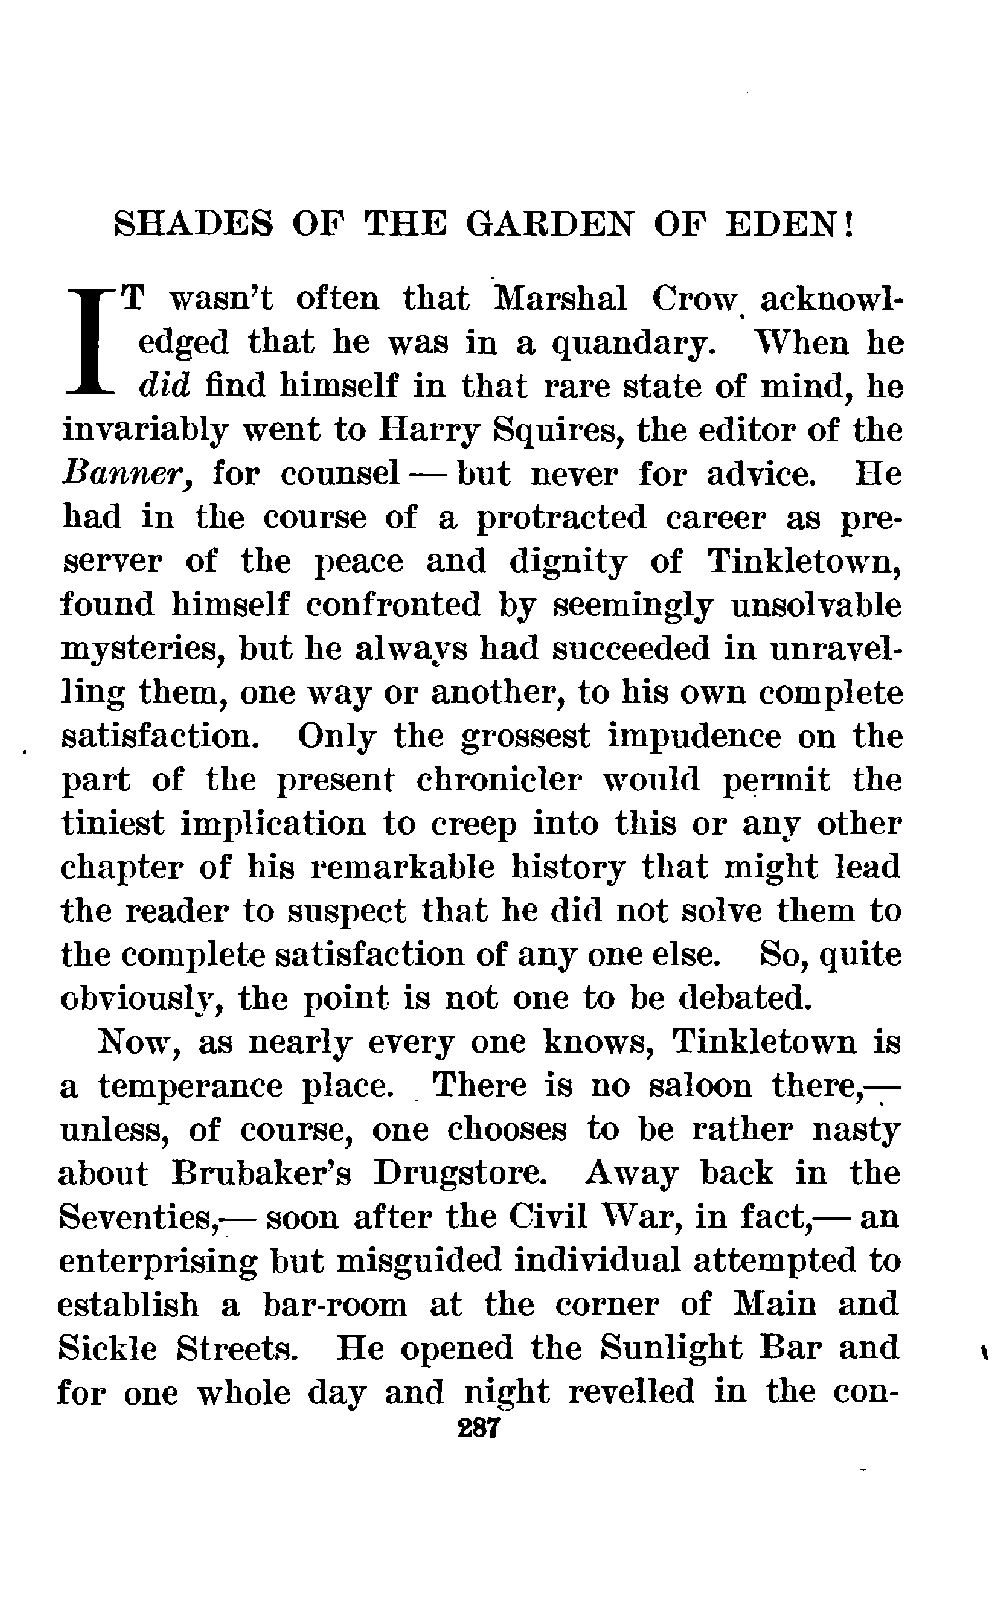 SHADES OF THE GARDEN OF EDEN!
IT wasn't often that Marshal Crow acknowl-
edged that he was in a quandary. When he
did find himself in that rare state of mind, he
invariably went to Harry Squires, the editor of the
Banner, for counsel — but never for advice. He
had in the course of a protracted career as pre-
server of the peace and dignity of Tinkletown,
found himself confronted by seemingly unsolvable
mysteries, but he always had succeeded in unravel-
ling them, one way or another, to his own complete
satisfaction. Only the grossest impudence on the
part of the present chronicler would permit the
tiniest implication to creep into this or any other
chapter of his remarkable history that might lead
the reader to suspect that he did not solve them to
the complete satisfaction of any one else. So, quite
obviously, the point is not one to be debated.
Now, as nearly every one knows, Tinkletown is
a temperance place. There is no saloon there,—
unless, of course, one chooses to be rather nasty
about Brubaker's Drugstore. Away back in the
Seventies,— soon after the Civil War, in fact,— an
enterprising but misguided individual attempted to
establish a bar-room at the corner of Main and
Sickle Streets. He opened the Sunlight Bar and
for one whole day and night revelled in the con-
287